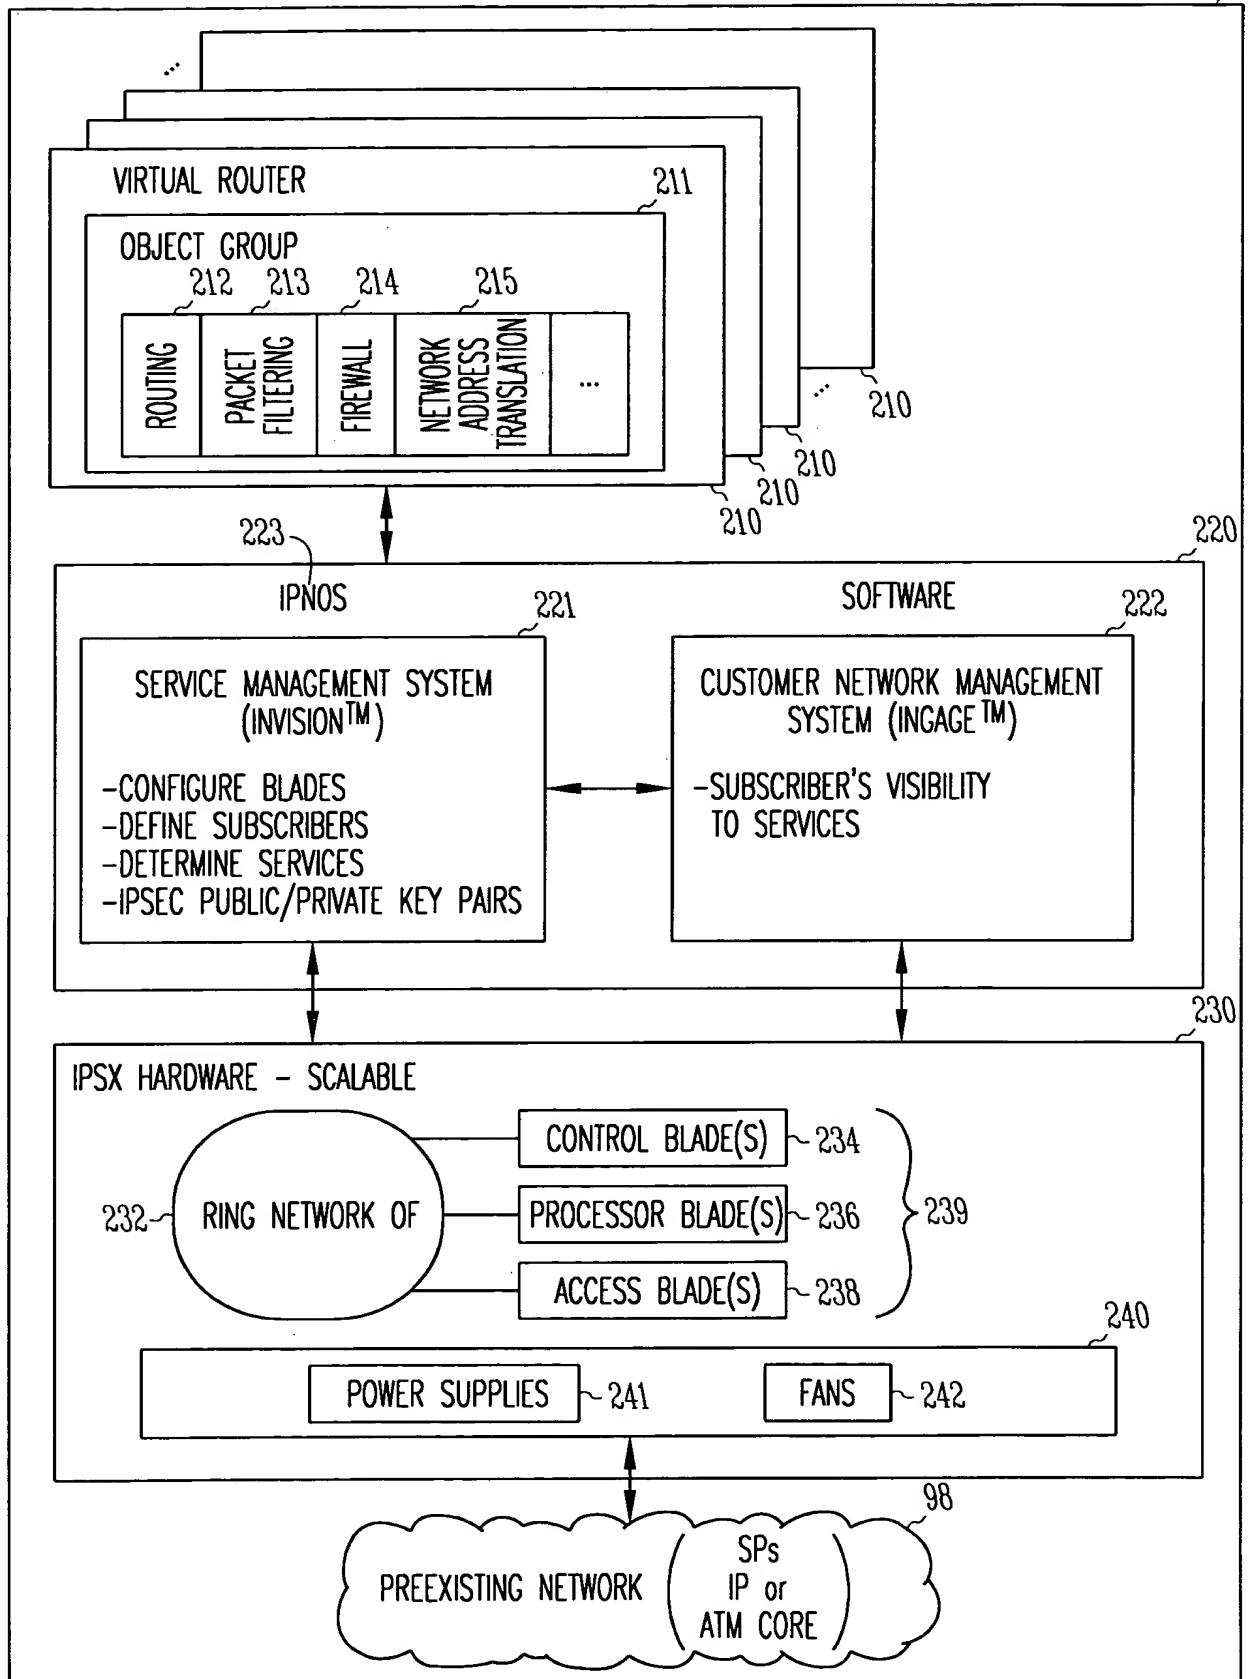 VIRTUAL ROUTER
211
OBJECT GROUP
212
213
214
215
ROUTING
PACKET
FILTERING
FIREWALL
NETWORK
ADDRESS
TRANSLATION
...
...
...
210
210
210
210
223
220
IPNOS
SOFTWARE
221
222
SERVICE MANAGEMENT SYSTEM
(INVISION™)
-CONFIGURE BLADES
-DEFINE SUBSCRIBERS
-DETERMINE SERVICES
-IPSEC PUBLIC/PRIVATE KEY PAIRS
CUSTOMER NETWORK MANAGEMENT
SYSTEM (INGAGE™)
-SUBSCRIBER'S VISIBILITY
TO SERVICES
230
IPSX HARDWARE - SCALABLE
232
RING NETWORK OF
CONTROL BLADE(S)
234
PROCESSOR BLADE(S)
236
ACCESS BLADE(S)
238
239
240
POWER SUPPLIES
241
FANS
242
98
PREEXISTING NETWORK
SPs
IP or
ATM CORE